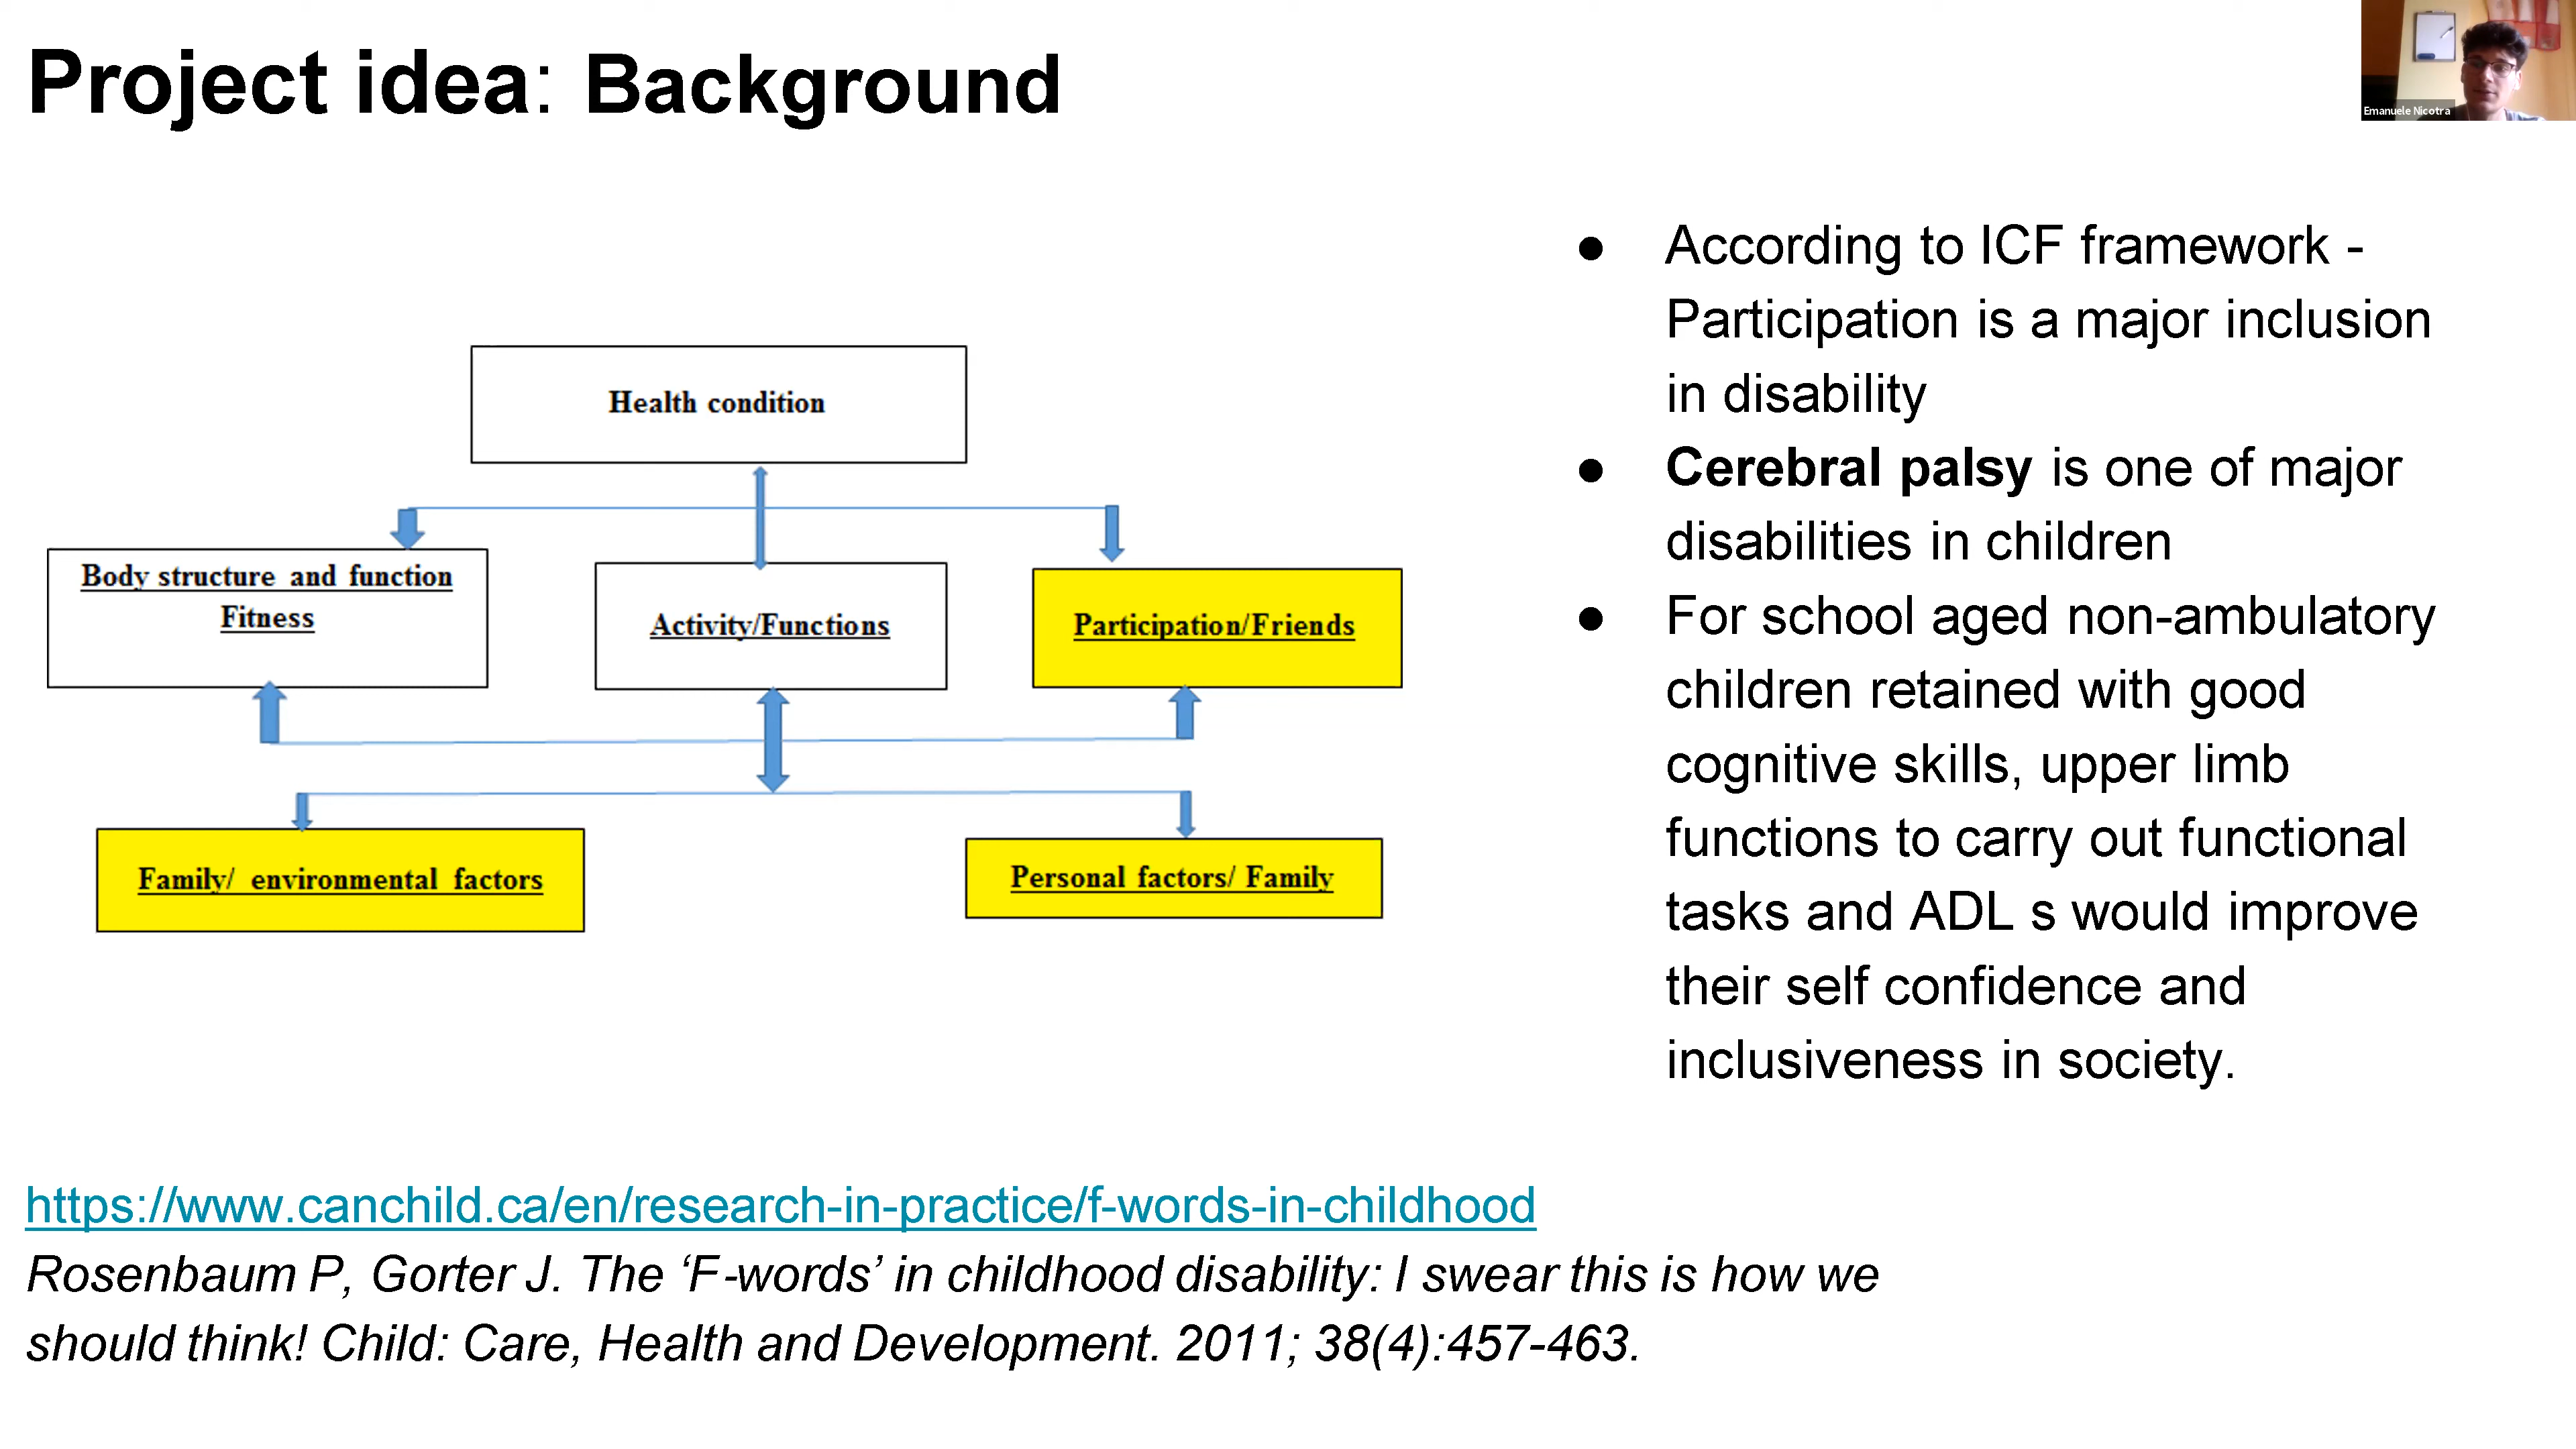 Project idea: Background
Emanuele Nicotra
Health condition
Body structure and function
Fitness
Activity/Functions
Participation/Friends
Family/ environmental factors
Personal factors/ Family
● According to ICF framework -
Participation is a major inclusion
in disability
● Cerebral palsy is one of major
disabilities in children
● For school aged non-ambulatory
children retained with good
cognitive skills, upper limb
functions to carry out functional
tasks and ADL s would improve
their self confidence and
inclusiveness in society.
https://www.canchild.ca/en/research-in-practice/f-words-in-childhood
Rosenbaum P, Gorter J. The ‘F-words’ in childhood disability: I swear this is how we
should think! Child: Care, Health and Development. 2011; 38(4):457-463.